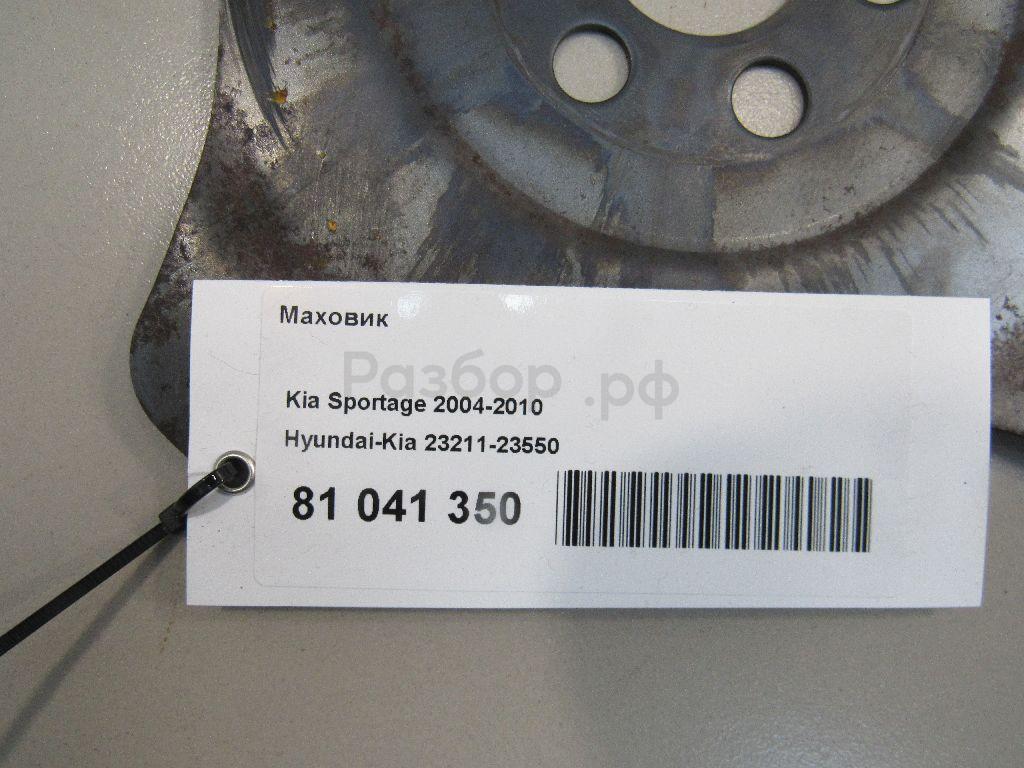 Маховик
Разбор.рф
Kia Sportage 2004-2010
Hyundai-Kia 23211-23550
81 041 350